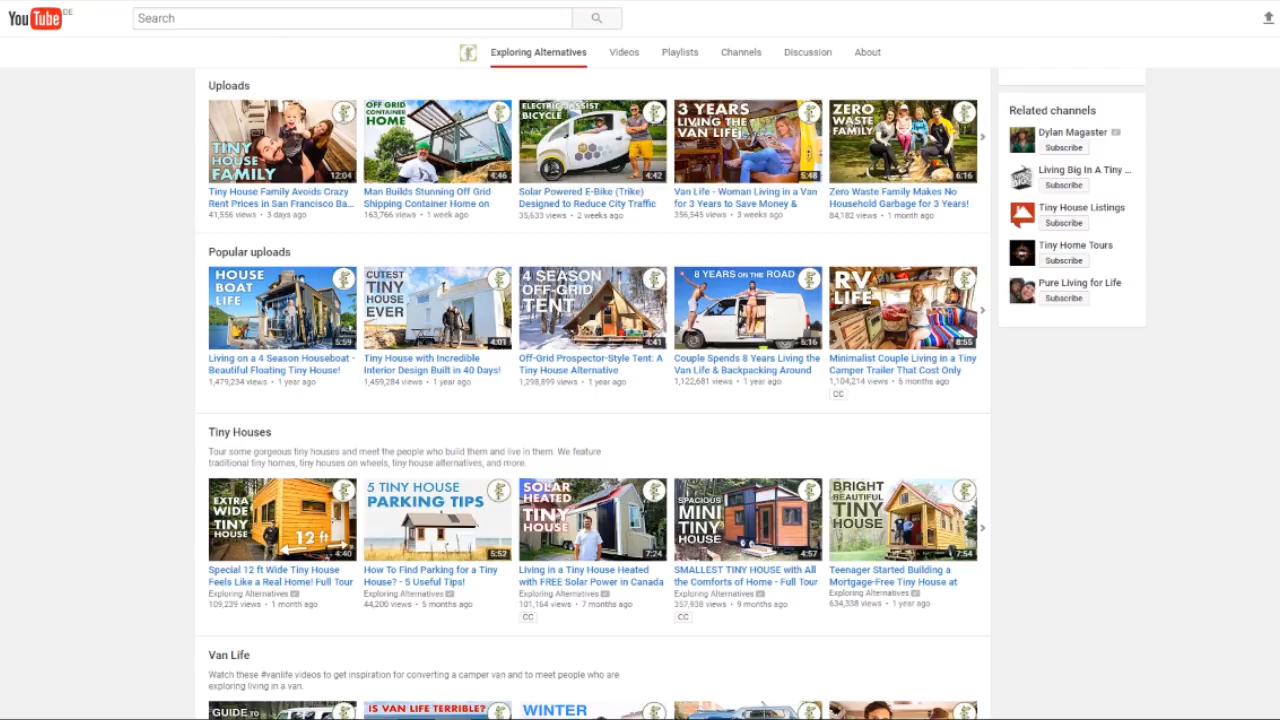 YouTube DE
Search
Exploring Alternatives
Videos
Playlists
Channels
Discussion
About
Uploads
TINY HOUSE FAMILY
12:04
OFF GRID CONTAINER HOME
4:46
ELECTRIC ASSIST BICYCLE
4:42
3 YEARS LIVING THE VAN LIFE
5:48
ZERO WASTE FAMILY
6:16
Tiny House Family Avoids Crazy
Rent Prices in San Francisco Ba...
41,556 views • 3 days ago
Man Builds Stunning Off Grid
Shipping Container Home on
163,766 views • 1 week ago
Solar Powered E-Bike (Trike)
Designed to Reduce City Traffic
35,633 views • 2 weeks ago
Van Life - Woman Living in a Van
for 3 Years to Save Money &
356,545 views • 3 weeks ago
Zero Waste Family Makes No
Household Garbage for 3 Years!
84,182 views • 1 month ago
Popular uploads
HOUSE BOAT LIFE
5:59
CUTEST TINY HOUSE EVER
4:01
4 SEASON OFF-GRID TENT
4:41
8 YEARS ON THE ROAD
5:16
RV LIFE
8:55
Living on a 4 Season Houseboat -
Beautiful Floating Tiny House!
1,479,234 views • 1 year ago
Tiny House with Incredible
Interior Design Built in 40 Days!
1,459,284 views • 1 year ago
Off-Grid Prospector-Style Tent: A
Tiny House Alternative
1,298,899 views • 1 year ago
Couple Spends 8 Years Living the
Van Life & Backpacking Around
1,122,681 views • 1 year ago
Minimalist Couple Living in a Tiny
Camper Trailer That Cost Only
1,104,214 views • 6 months ago
CC
Tiny Houses
Tour some gorgeous tiny houses and meet the people who build them and live in them. We feature
traditional tiny homes, tiny houses on wheels, tiny house alternatives, and more.
EXTRA WIDE TINY HOUSE
12 ft
4:40
5 TINY HOUSE PARKING TIPS
5:52
SOLAR HEATED TINY HOUSE
7:24
SPACIOUS MINI TINY HOUSE
4:57
BRIGHT BEAUTIFUL TINY HOUSE
7:54
Special 12 ft Wide Tiny House
Feels Like a Real Home! Full Tour
Exploring Alternatives
109,239 views • 1 month ago
How To Find Parking for a Tiny
House? - 5 Useful Tips!
Exploring Alternatives
44,200 views • 5 months ago
Living in a Tiny House Heated
with FREE Solar Power in Canada
Exploring Alternatives
101,164 views • 7 months ago
CC
SMALLEST TINY HOUSE with All
the Comforts of Home - Full Tour
Exploring Alternatives
357,938 views • 9 months ago
CC
Teenager Started Building a
Mortgage-Free Tiny House at
Exploring Alternatives
634,338 views • 1 year ago
Van Life
Watch these #vanlife videos to get inspiration for converting a camper van and to meet people who are
exploring living in a van.
GUIDE TO
IS VAN LIFE TERRIBLE?
WINTER
Related channels
Dylan Magaster
Subscribe
Living Big In A Tiny ...
Subscribe
Tiny House Listings
Subscribe
Tiny Home Tours
Subscribe
Pure Living for Life
Subscribe